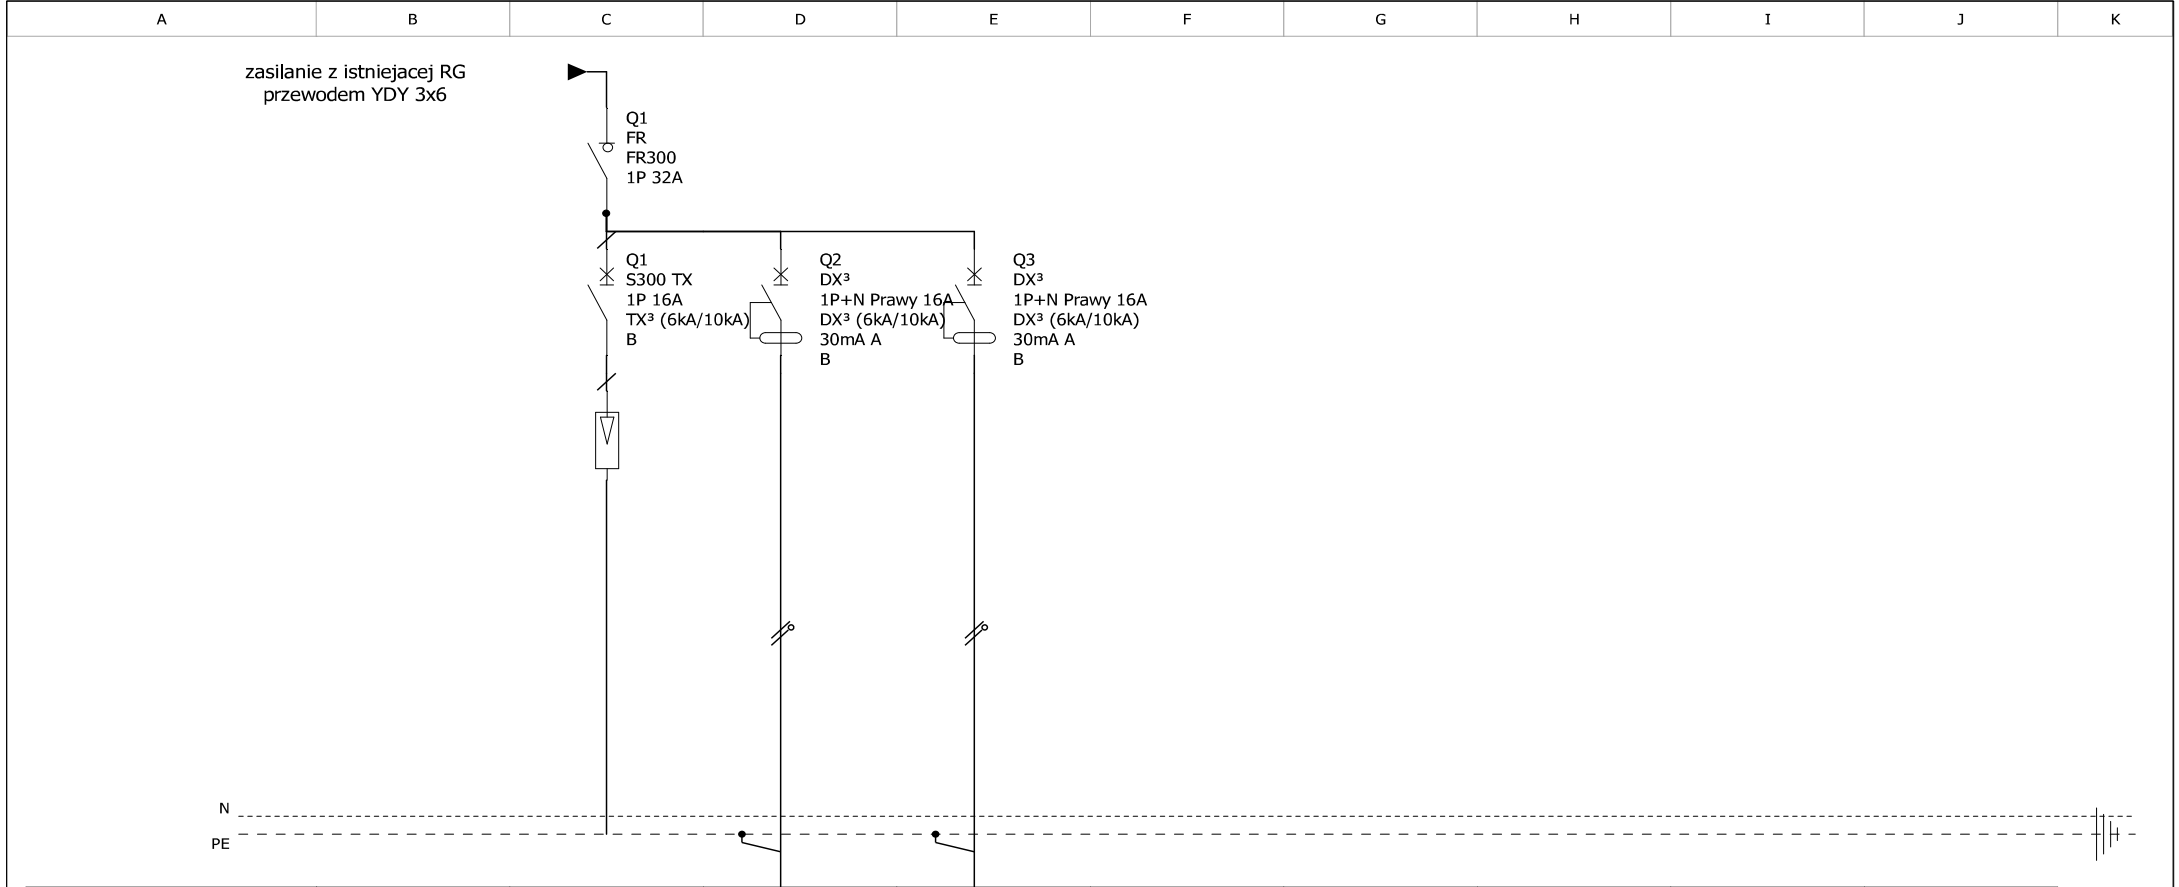 A B C D E F G H I J K
zasilanie z istniejacej RG
przewodem YDY 3x6
Q1
FR
FR300
1P 32A
Q1
S300 TX
1P 16A
TX³ (6kA/10kA)
B
Q2
DX³
1P+N Prawy 16A
DX³ (6kA/10kA)
30mA A
B
Q3
DX³
1P+N Prawy 16A
DX³ (6kA/10kA)
30mA A
B
N
PE